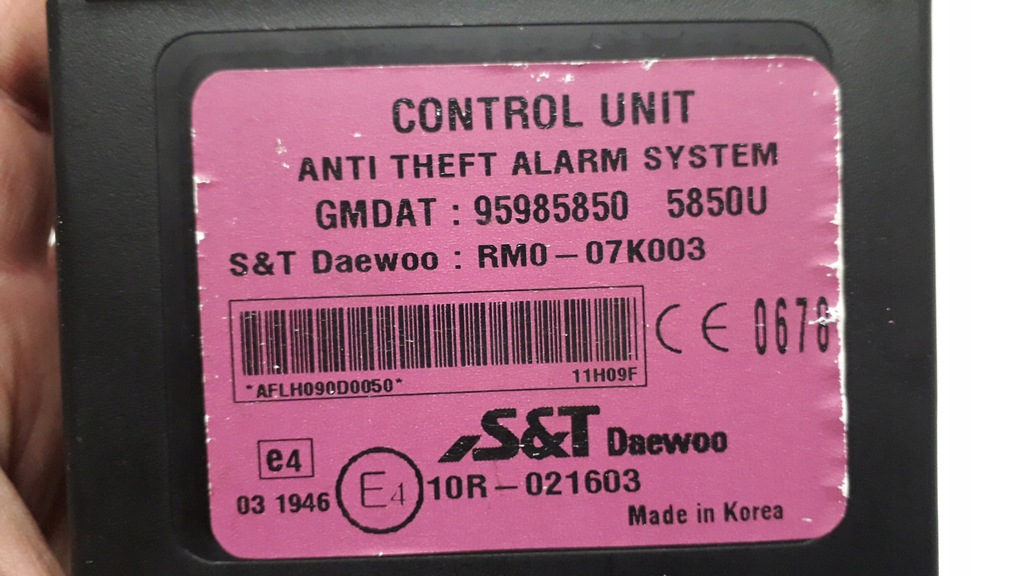 CONTROL UNIT
ANTI THEFT ALARM SYSTEM
GMDAT : 95985850 5850U
S&T Daewoo : RM0-07K003
*AFLH090D0050* 11H09F
CE 0678
S&T Daewoo
e4
03 1946 E4 10R-021603
Made in Korea